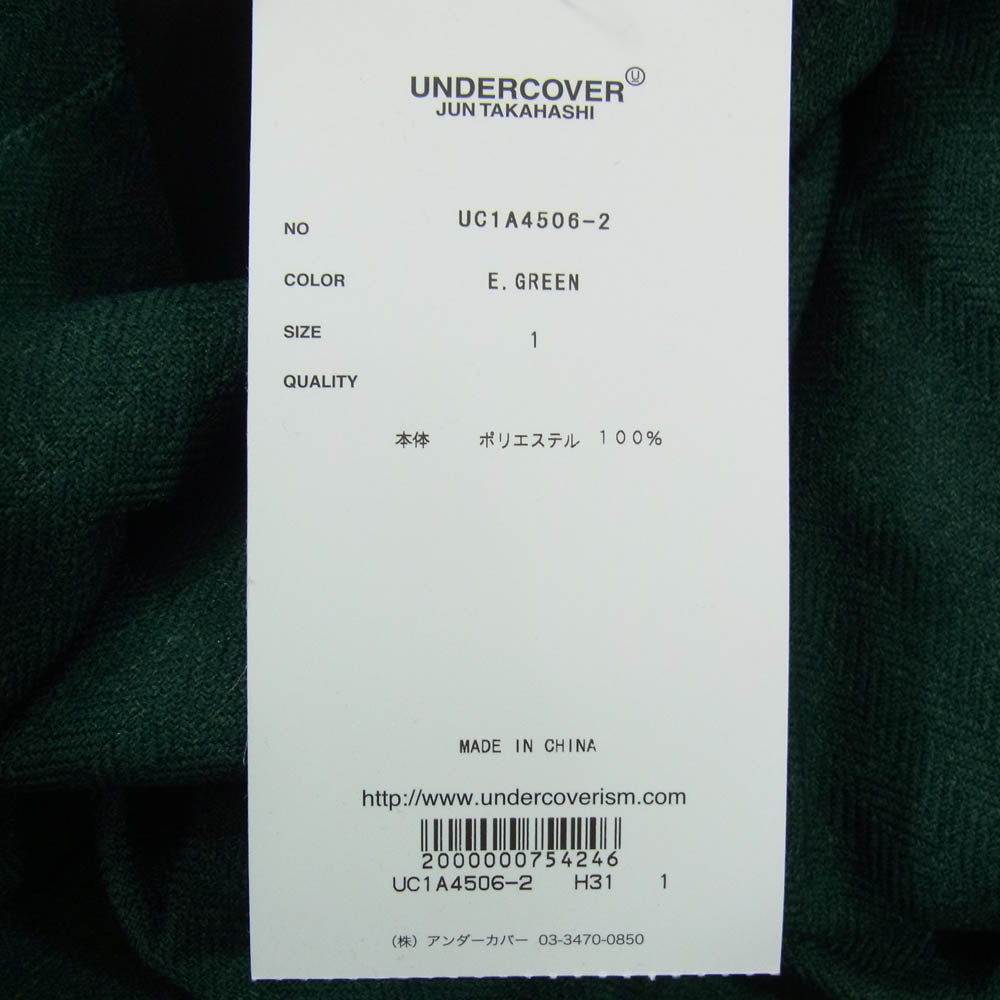 UNDERCOVER Ⓤ
JUN TAKAHASHI
NO UC1A4506-2
COLOR E. GREEN
SIZE 1
QUALITY
本体 ポリエステル 100%
MADE IN CHINA
http://www.undercoverism.com
2000000754246
UC1A4506-2 H31 1
(株) アンダーカバー 03-3470-0850